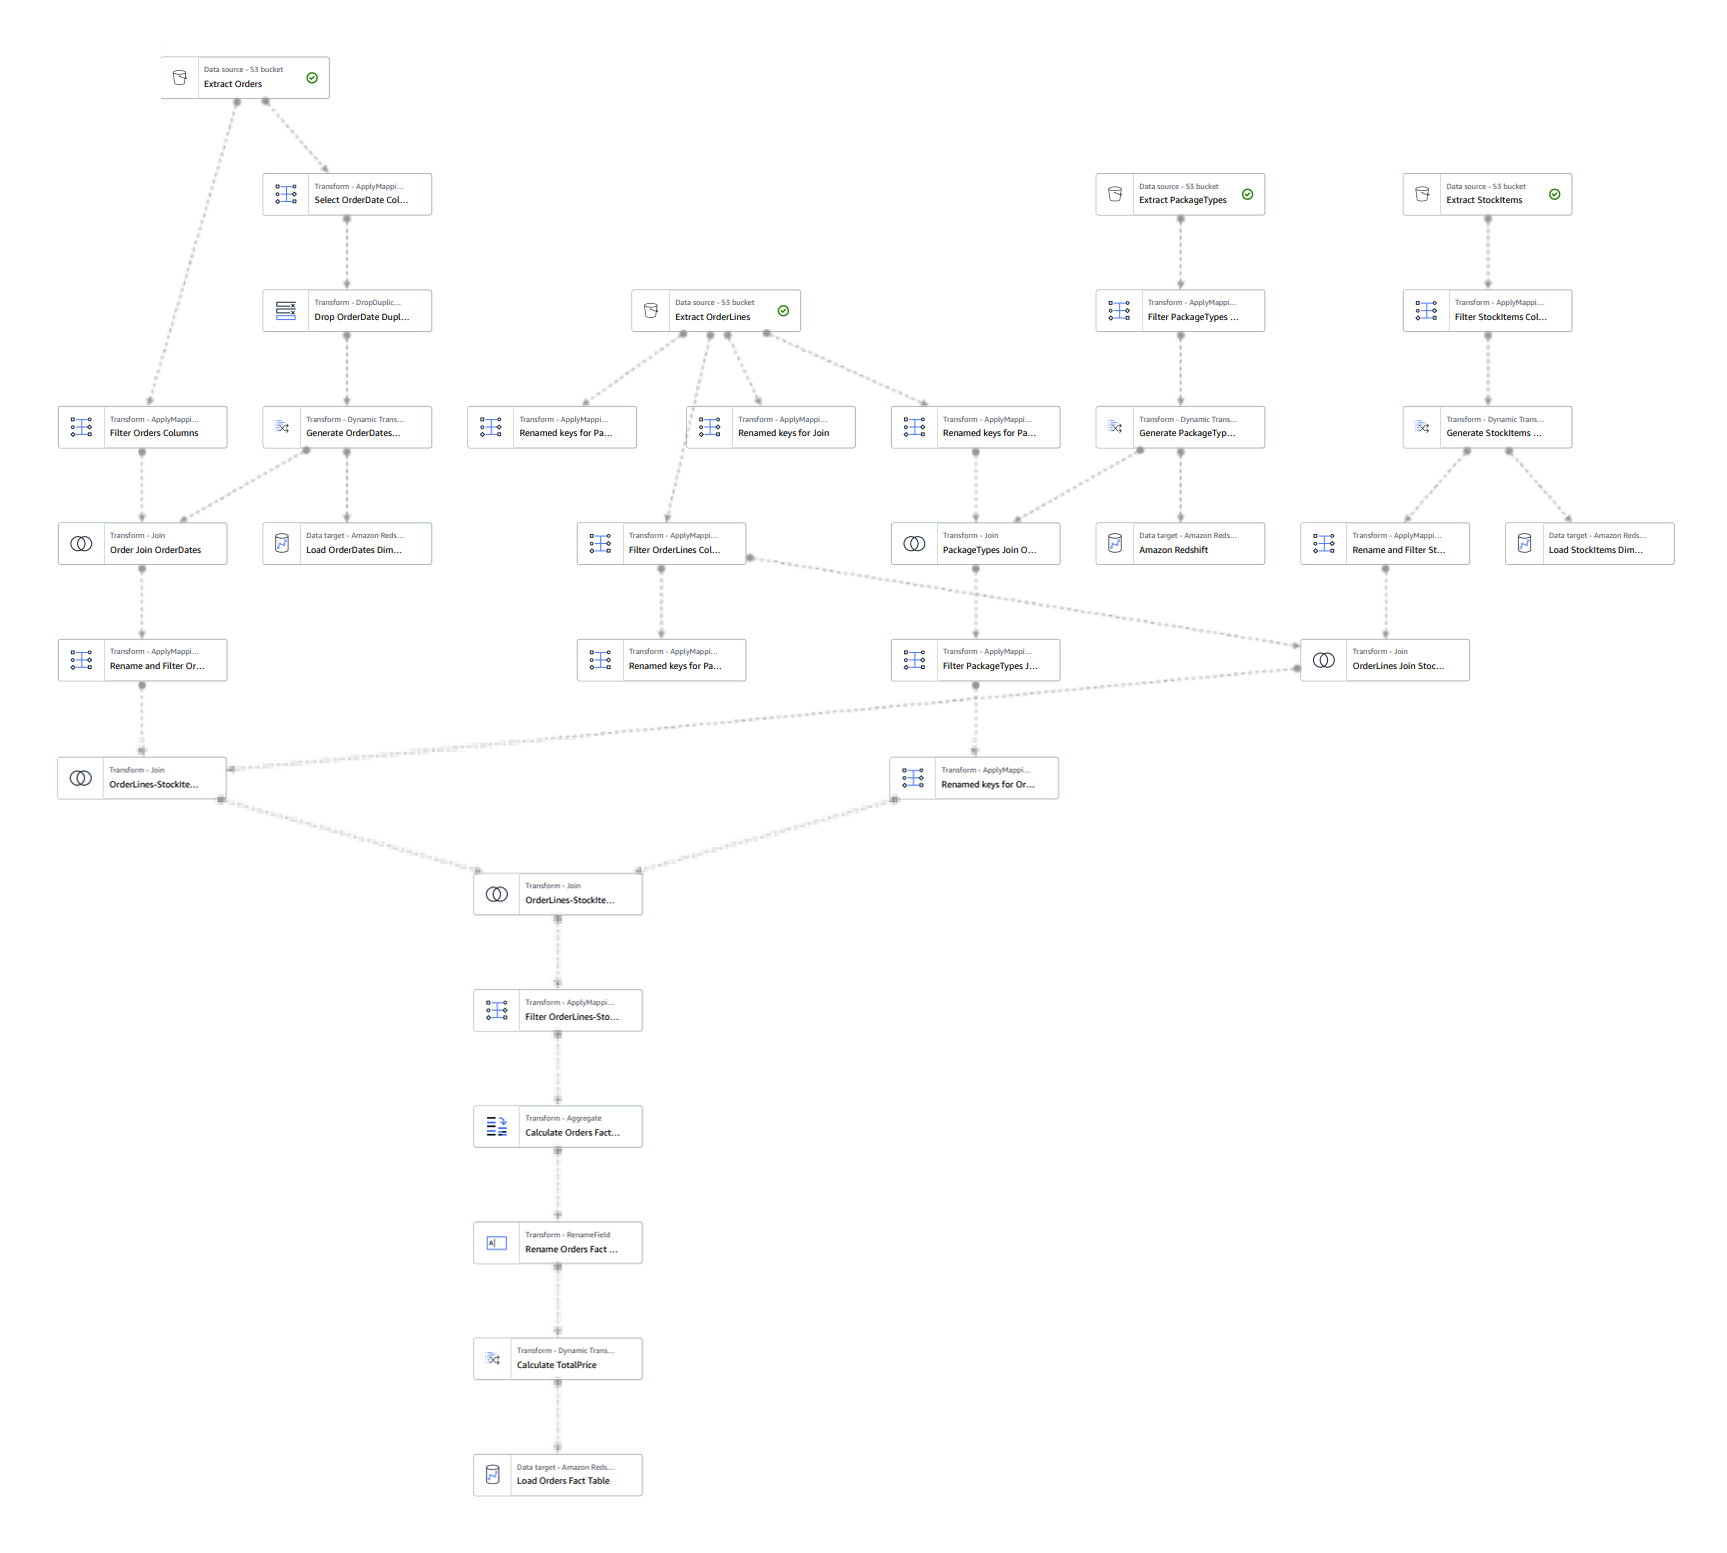 Data source - S3 bucket
Extract Orders
Transform - ApplyMappi...
Select OrderDate Col...
Data source - S3 bucket
Extract PackageTypes
Data source - S3 bucket
Extract StockItems
Transform - DropDuplic...
Drop OrderDate Dupl...
Data source - S3 bucket
Extract OrderLines
Transform - ApplyMappi...
Filter PackageTypes ...
Transform - ApplyMappi...
Filter StockItems Col...
Transform - ApplyMappi...
Filter Orders Columns
Transform - Dynamic Trans...
Generate OrderDates...
Transform - ApplyMappi...
Renamed keys for Pa...
Transform - ApplyMappi...
Renamed keys for Join
Transform - ApplyMappi...
Renamed keys for Pa...
Transform - Dynamic Trans...
Generate PackageTyp...
Transform - Dynamic Trans...
Generate StockItems ...
Transform - Join
Order Join OrderDates
Data target - Amazon Reds...
Load OrderDates Dim...
Transform - ApplyMappi...
Filter OrderLines Col...
Transform - Join
PackageTypes Join O...
Data target - Amazon Reds...
Amazon Redshift
Transform - ApplyMappi...
Rename and Filter St...
Data target - Amazon Reds...
Load StockItems Dim...
Transform - ApplyMappi...
Rename and Filter Or...
Transform - ApplyMappi...
Renamed keys for Pa...
Transform - ApplyMappi...
Filter PackageTypes J...
Transform - Join
OrderLines Join Stoc...
Transform - Join
OrderLines-StockIte...
Transform - ApplyMappi...
Renamed keys for Or...
Transform - Join
OrderLines-StockIte...
Transform - ApplyMappi...
Filter OrderLines-Sto...
Transform - Aggregate
Calculate Orders Fact...
Transform - RenameField
Rename Orders Fact ...
Transform - Dynamic Trans...
Calculate TotalPrice
Data target - Amazon Reds...
Load Orders Fact Table